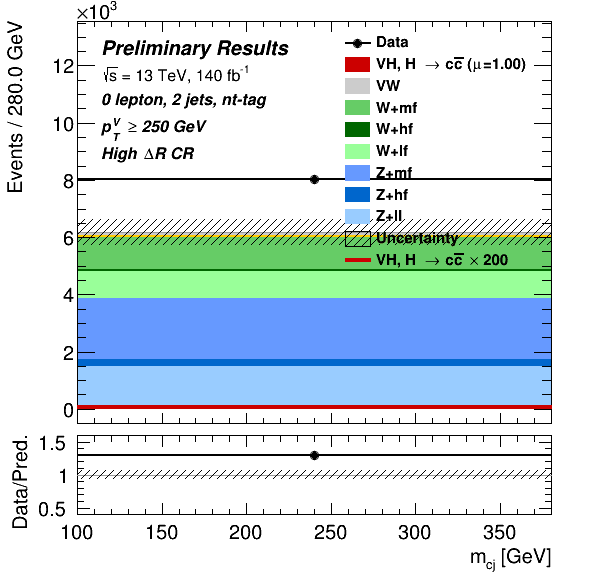 ×10³
Events / 280.0 GeV
Preliminary Results
√s = 13 TeV, 140 fb⁻¹
0 lepton, 2 jets, nt-tag
p_T^V ≥ 250 GeV
High ΔR CR
Data
VH, H → cc̅ (μ=1.00)
VW
W+mf
W+hf
W+lf
Z+mf
Z+hf
Z+ll
Uncertainty
VH, H → cc̅ × 200
12
10
8
6
4
2
0
Data/Pred.
1.5
1
0.5
100 150 200 250 300 350
m_cj [GeV]